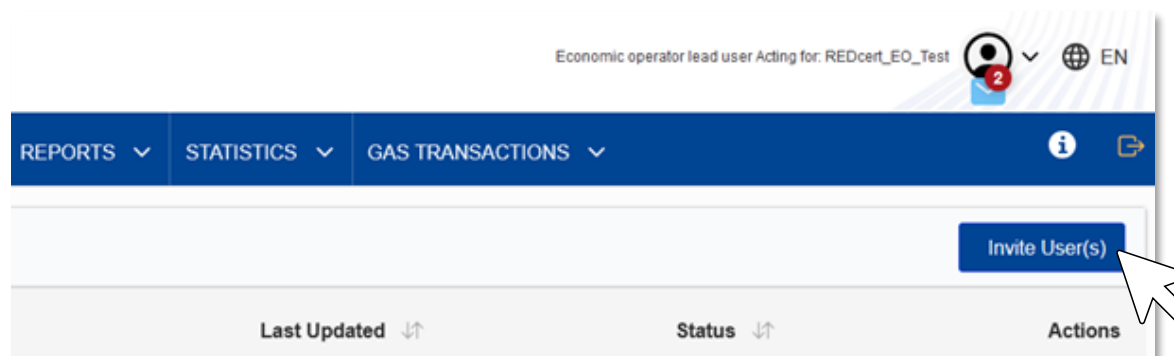 Economic operator lead user Acting for: REDcert_EO_Test
2
EN
REPORTS STATISTICS GAS TRANSACTIONS
Invite User(s)
Last Updated Status Actions